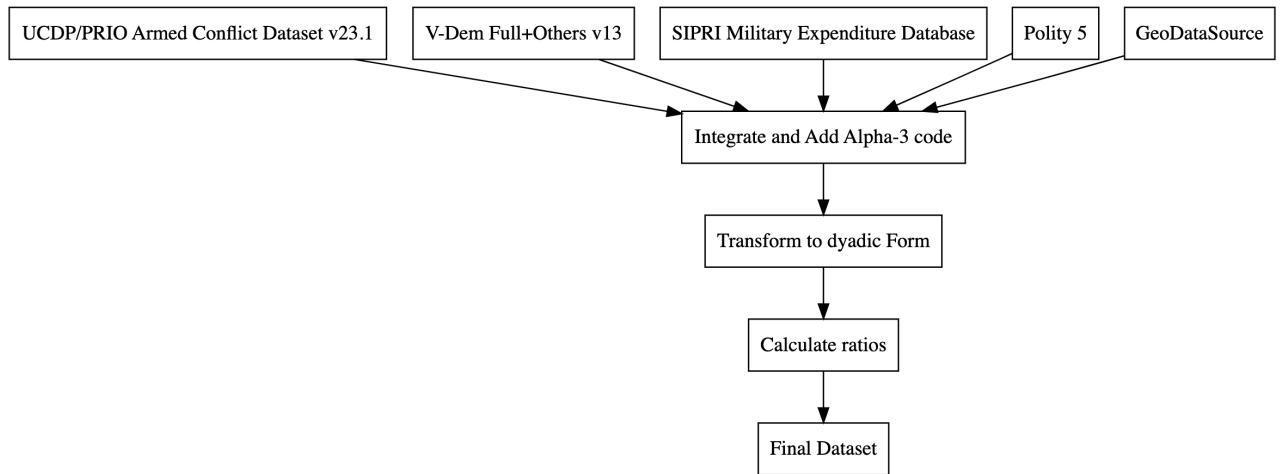 UCDP/PRIO Armed Conflict Dataset v23.1
V-Dem Full+Others v13
SIPRI Military Expenditure Database
Polity 5
GeoDataSource
Integrate and Add Alpha-3 code
Transform to dyadic Form
Calculate ratios
Final Dataset